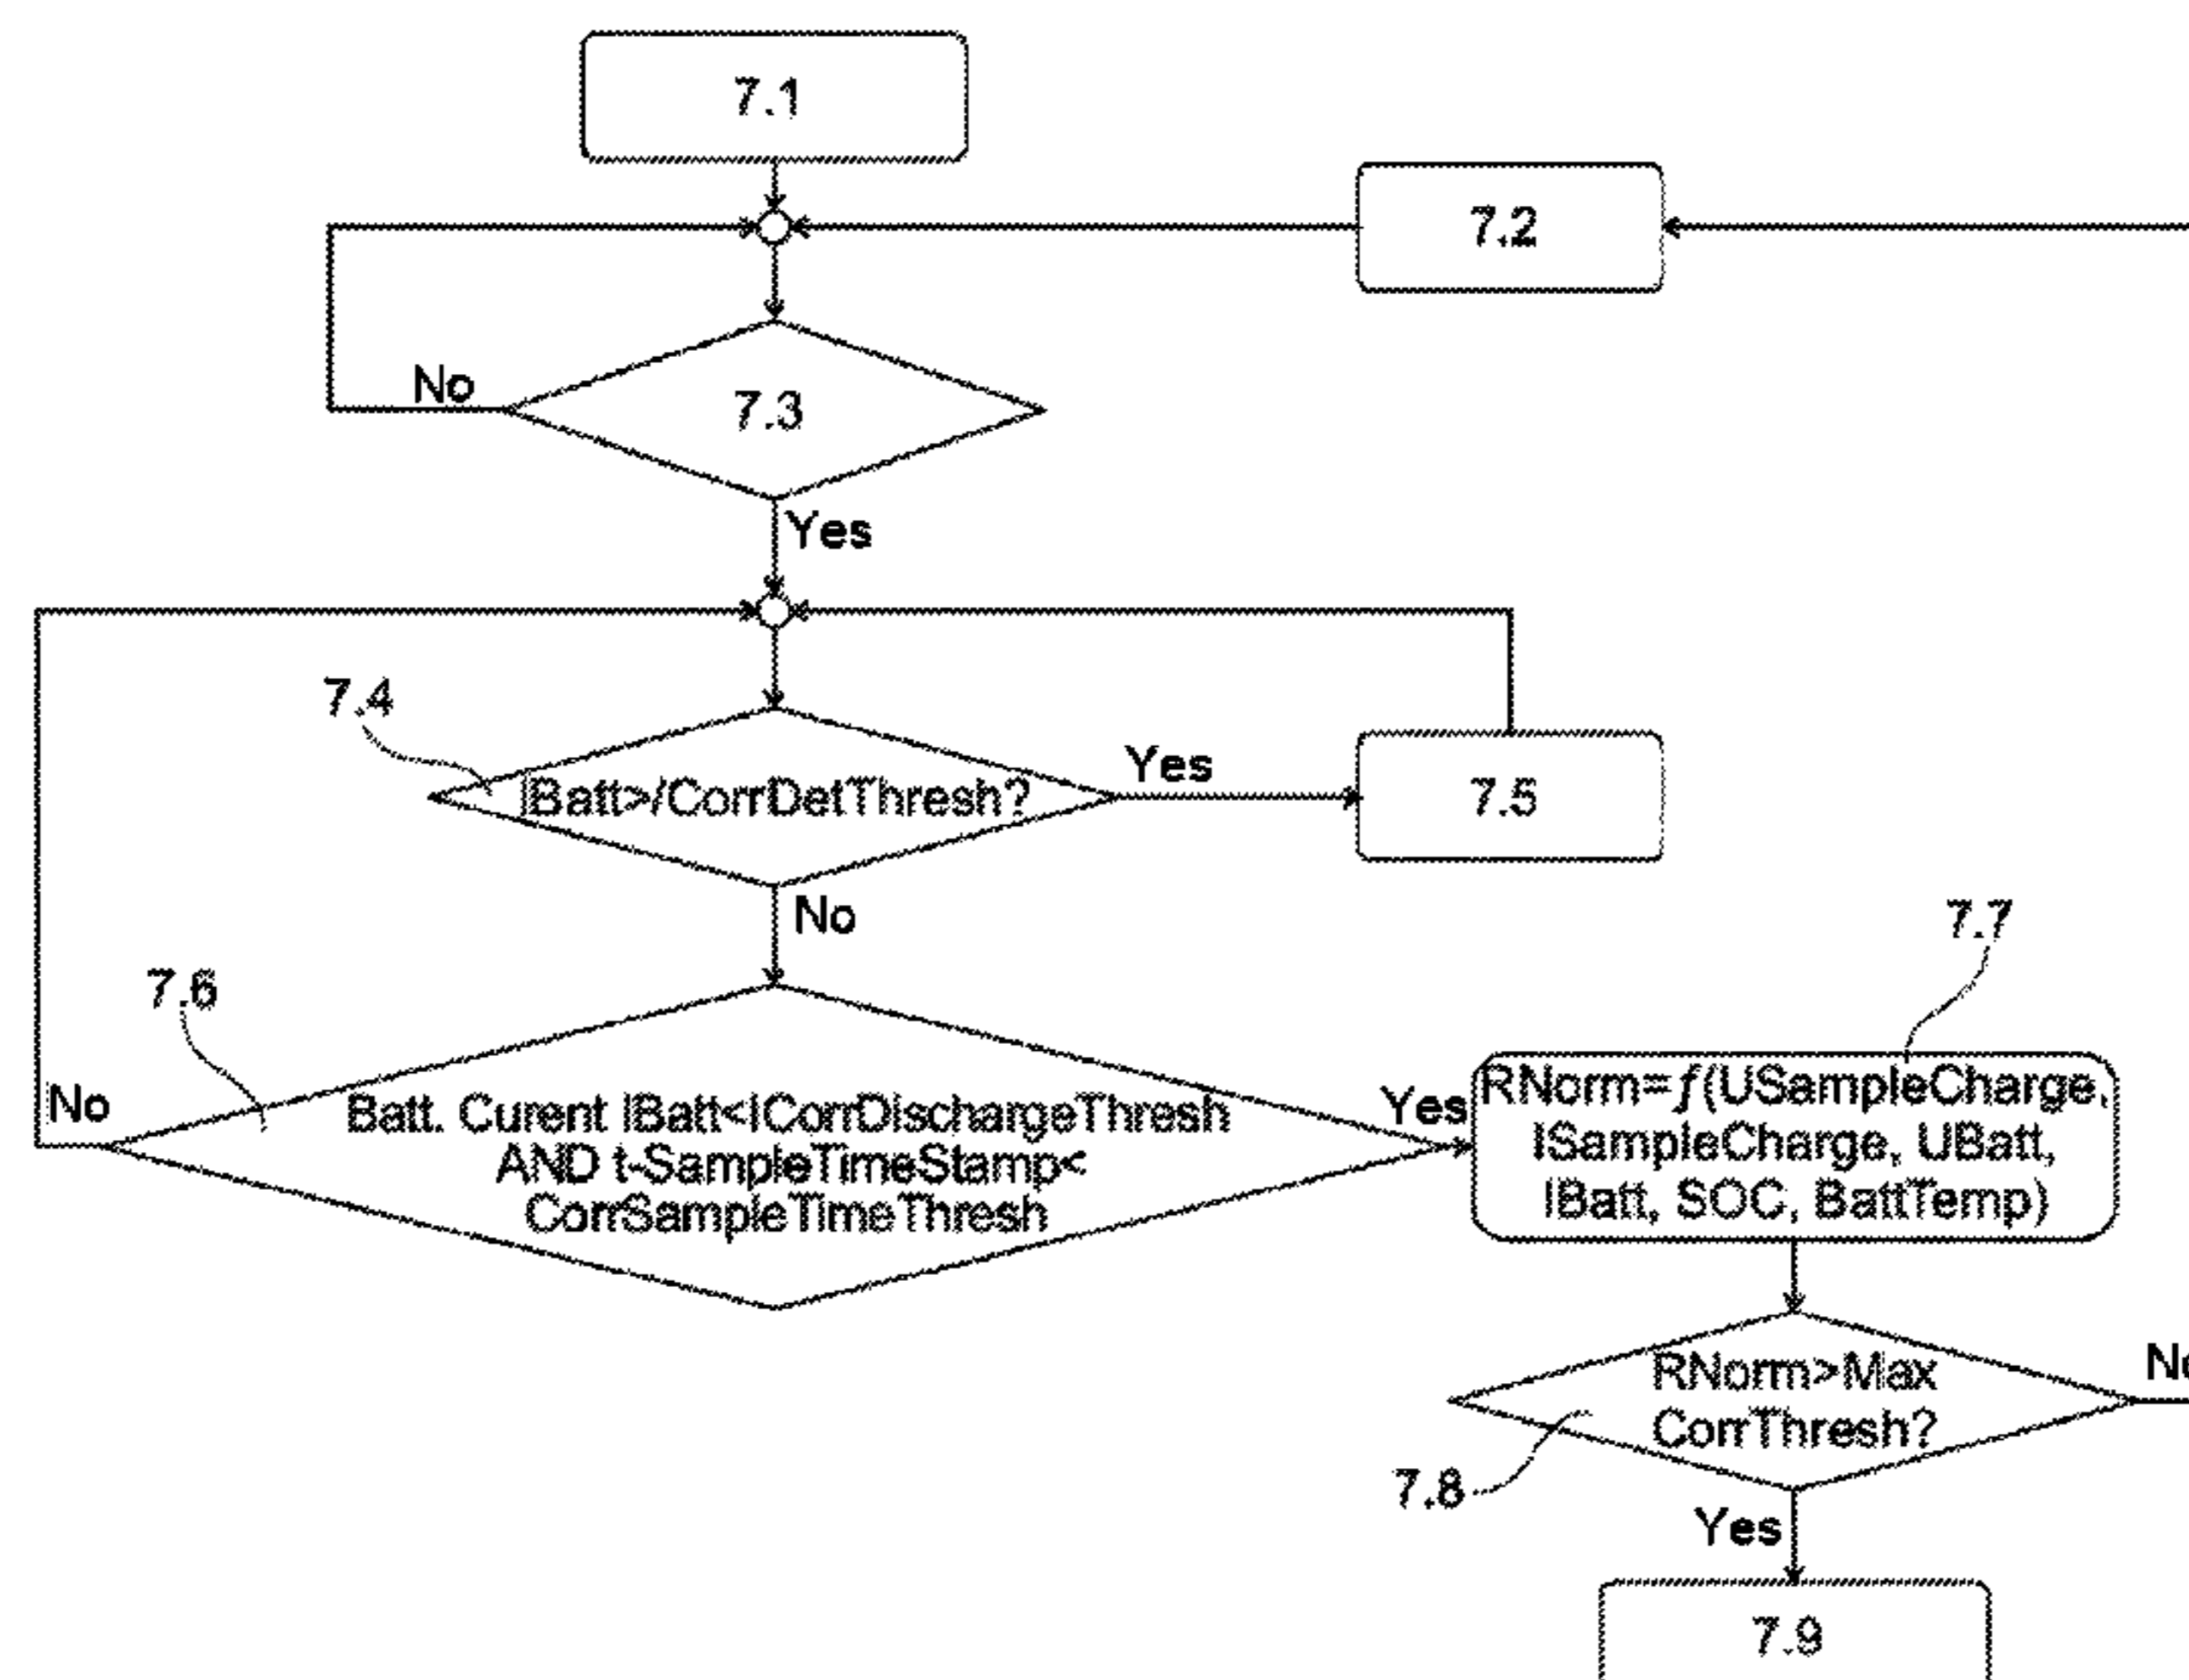 7.1
7.2
No
7.3
Yes
7.4
IBatt>/CorrDetThresh?
Yes
7.5
No
7.6
No
Batt. Curent IBatt<ICorrDischargeThresh
AND t-SampleTimeStamp<
CorrSampleTimeThresh
Yes
7.7
RNorm=f(USampleCharge,
ISampleCharge, UBatt,
IBatt, SOC, BattTemp)
RNorm>Max
CorrThresh?
No
7.8
Yes
7.9